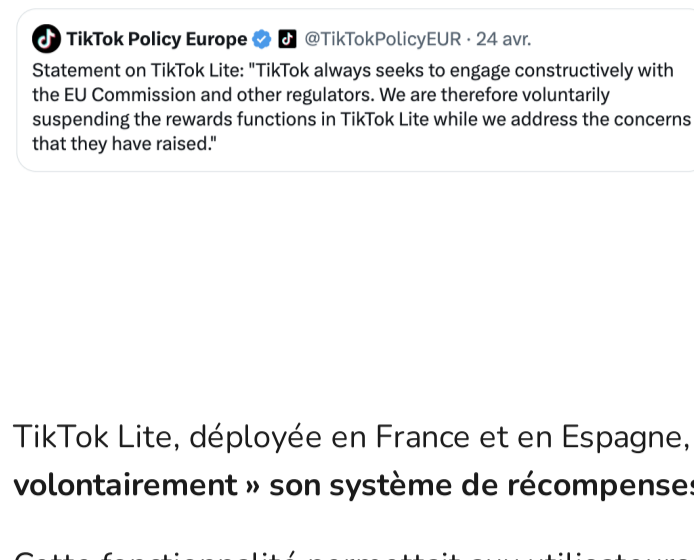 TikTok Policy Europe @TikTokPolicyEUR · 24 avr.
Statement on TikTok Lite: "TikTok always seeks to engage constructively with
the EU Commission and other regulators. We are therefore voluntarily
suspending the rewards functions in TikTok Lite while we address the concerns
that they have raised."
TikTok Lite, déployée en France et en Espagne,
volontairement » son système de récompenses